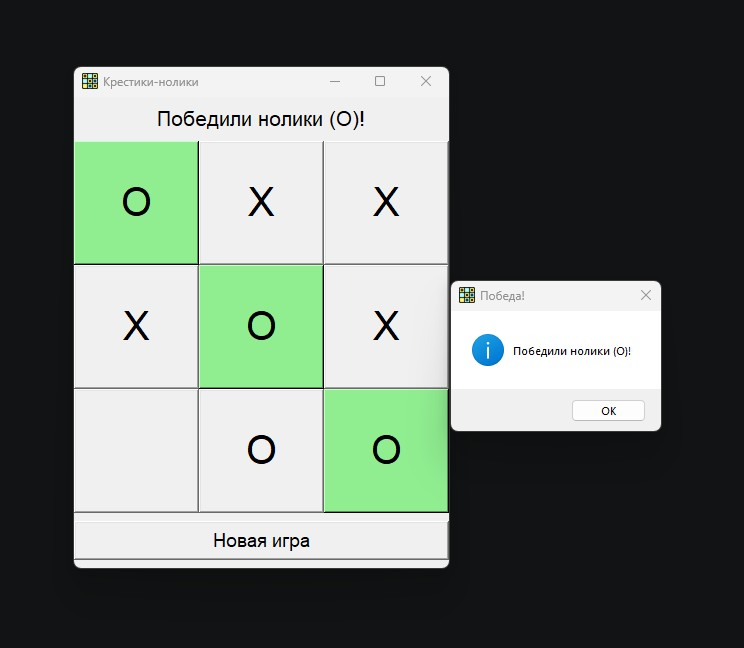 Крестики-нолики
Победили нолики (O)!
O X X
X O X
O O
Новая игра
Победа!
Победили нолики (O)!
OK